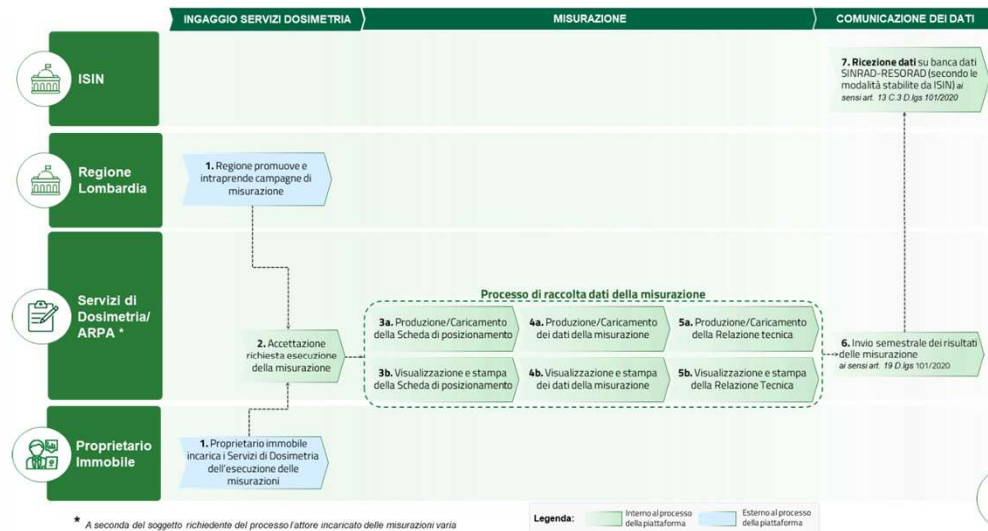 INGAGGIO SERVIZI DOSIMETRIA
MISURAZIONE
COMUNICAZIONE DEI DATI
ISIN
7. Ricezione dati su banca dati
SINRAD-RESORAD (secondo le
modalità stabilite da ISIN) ai
sensi art. 13 C.3 D.lgs 101/2020
Regione
Lombardia
1. Regione promuove e
intraprende campagne di
misurazione
Servizi di
Dosimetria/
ARPA *
Processo di raccolta dati della misurazione
2. Accettazione
richiesta esecuzione
della misurazione
3a. Produzione/Caricamento
della Scheda di posizionamento
4a. Produzione/Caricamento
dei dati della misurazione
5a. Produzione/Caricamento
della Relazione tecnica
3b. Visualizzazione e stampa
della Scheda di posizionamento
4b. Visualizzazione e stampa
dei dati della misurazione
5b. Visualizzazione e stampa
della Relazione Tecnica
6. Invio semestrale dei risultati
delle misurazione
ai sensi art. 19 D.lgs 101/2020
Proprietario
Immobile
1. Proprietario immobile
incarica i Servizi di Dosimetria
dell'esecuzione delle
misurazioni
* A seconda del soggetto richiedente del processo l'attore incaricato delle misurazioni varia
Legenda:
Interno al processo
della piattaforma
Esterno al processo
della piattaforma